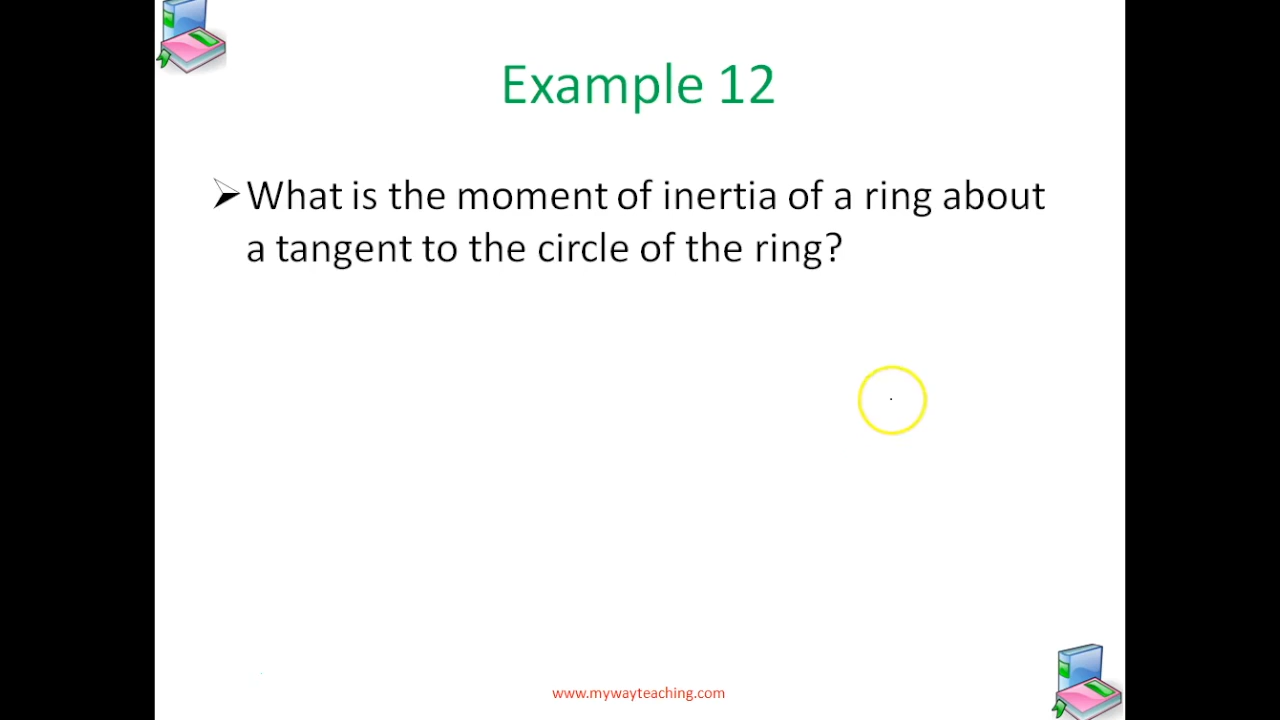 Example 12
What is the moment of inertia of a ring about
a tangent to the circle of the ring?
www.mywayteaching.com